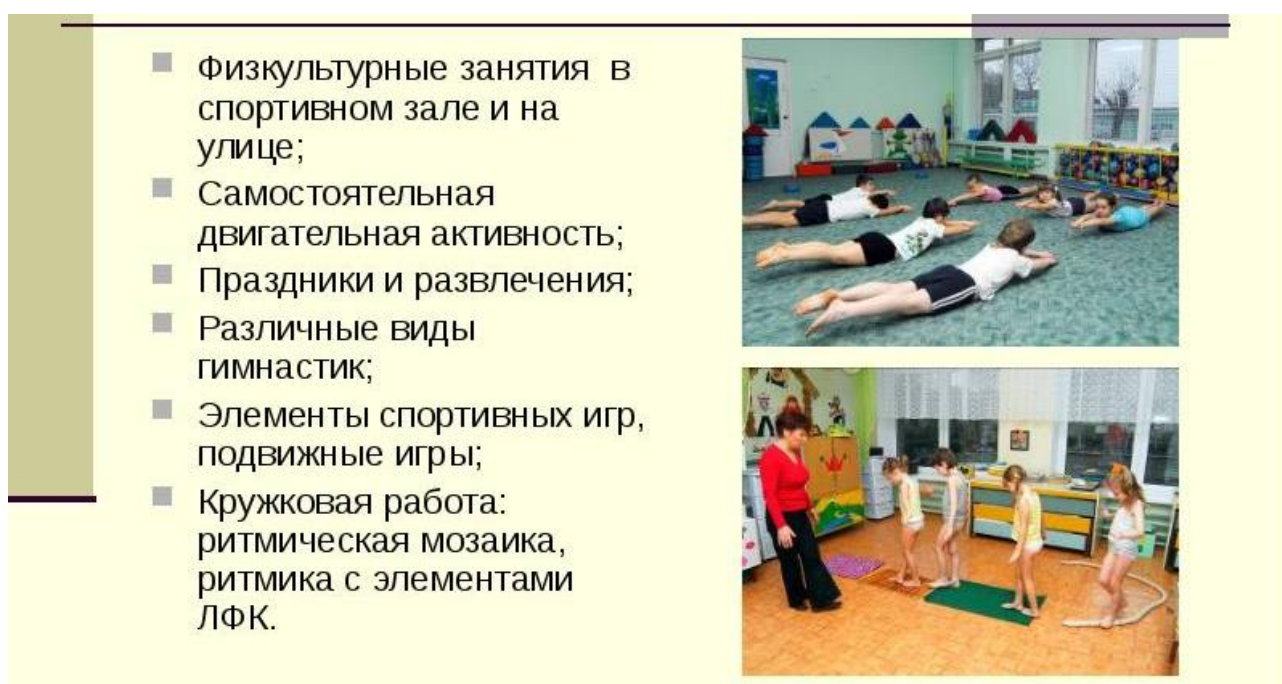 Физкультурные занятия в
спортивном зале и на
улице;
Самостоятельная
двигательная активность;
Праздники и развлечения;
Различные виды
гимнастик;
Элементы спортивных игр,
подвижные игры;
Кружковая работа:
ритмическая мозаика,
ритмика с элементами
ЛФК.